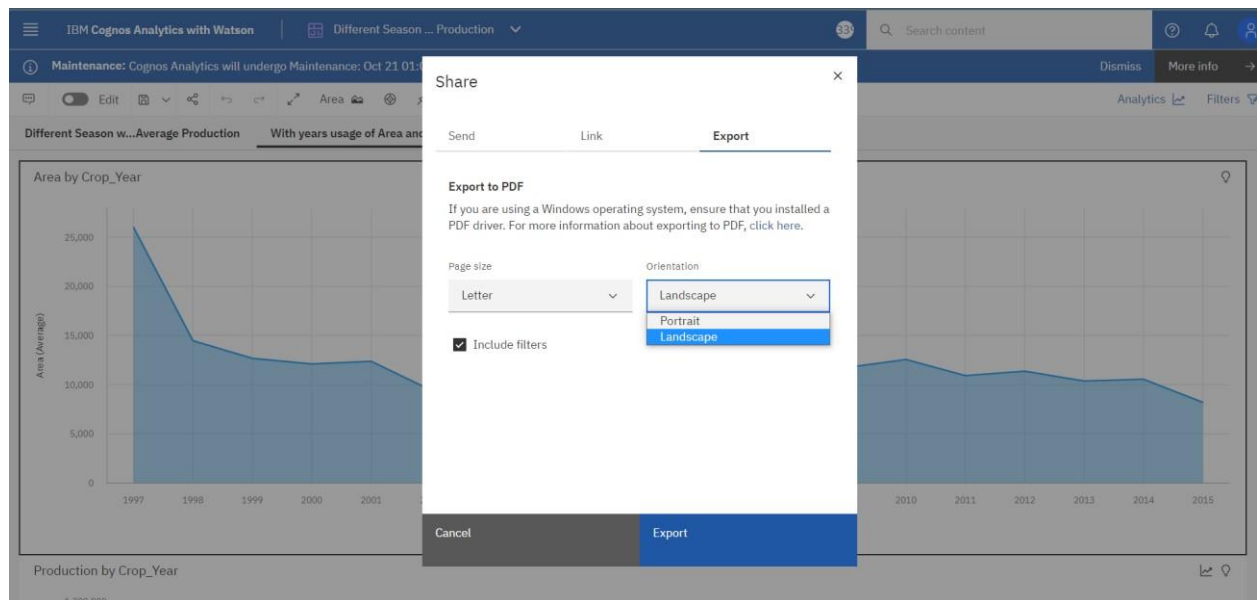 IBM Cognos Analytics with Watson
Different Season ... Production
Search content
Maintenance: Cognos Analytics will undergo Maintenance: Oct 21 01:
Dismiss
More info
Edit
Area
Analytics
Filters
Different Season w...Average Production
With years usage of Area and
Share
Send
Link
Export
Export to PDF
If you are using a Windows operating system, ensure that you installed a
PDF driver. For more information about exporting to PDF, click here.
Page size
Orientation
Letter
Landscape
Portrait
Landscape
Include filters
Cancel
Export
Area by Crop_Year
Area (Average)
25,000
20,000
15,000
10,000
5,000
0
1997
1998
1999
2000
2001
2010
2011
2012
2013
2014
2015
Production by Crop_Year